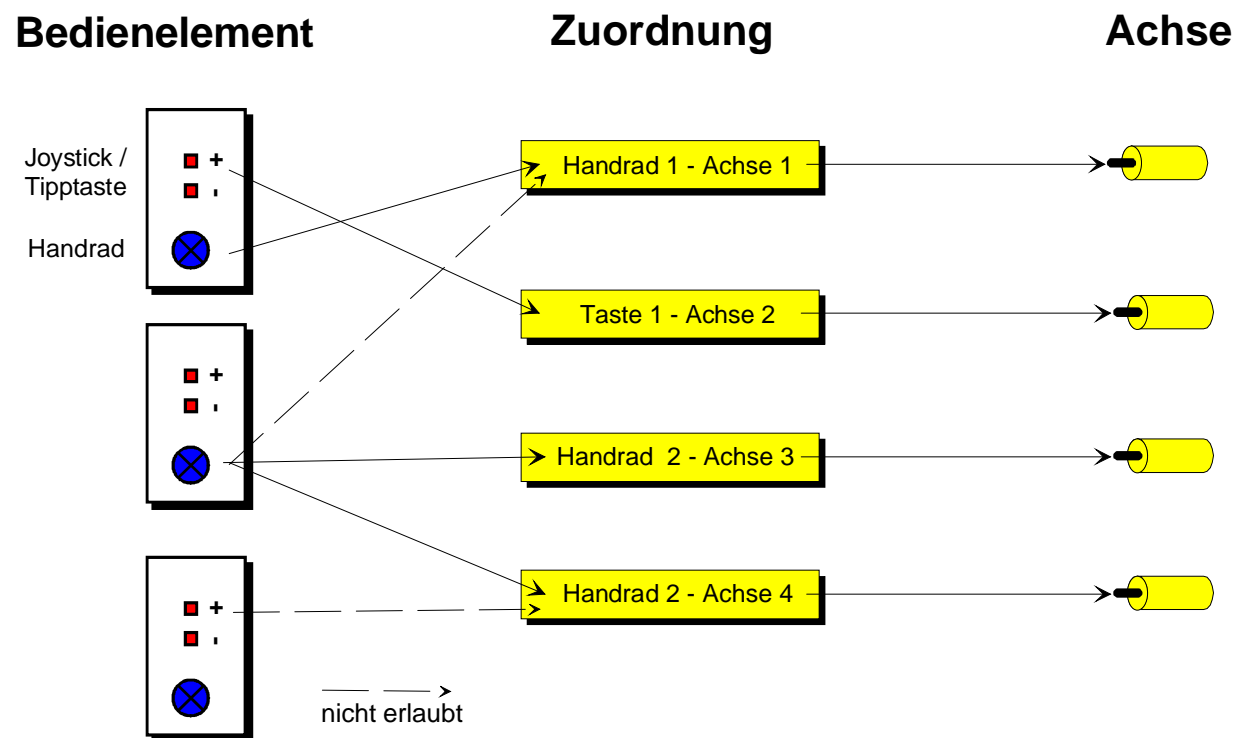 Bedienelement Zuordnung Achse
Joystick /
Tipptaste
+
-
Handrad
Handrad 1 - Achse 1
Taste 1 - Achse 2
+
-
Handrad  2 - Achse 3
+
-
Handrad 2 - Achse 4
nicht erlaubt